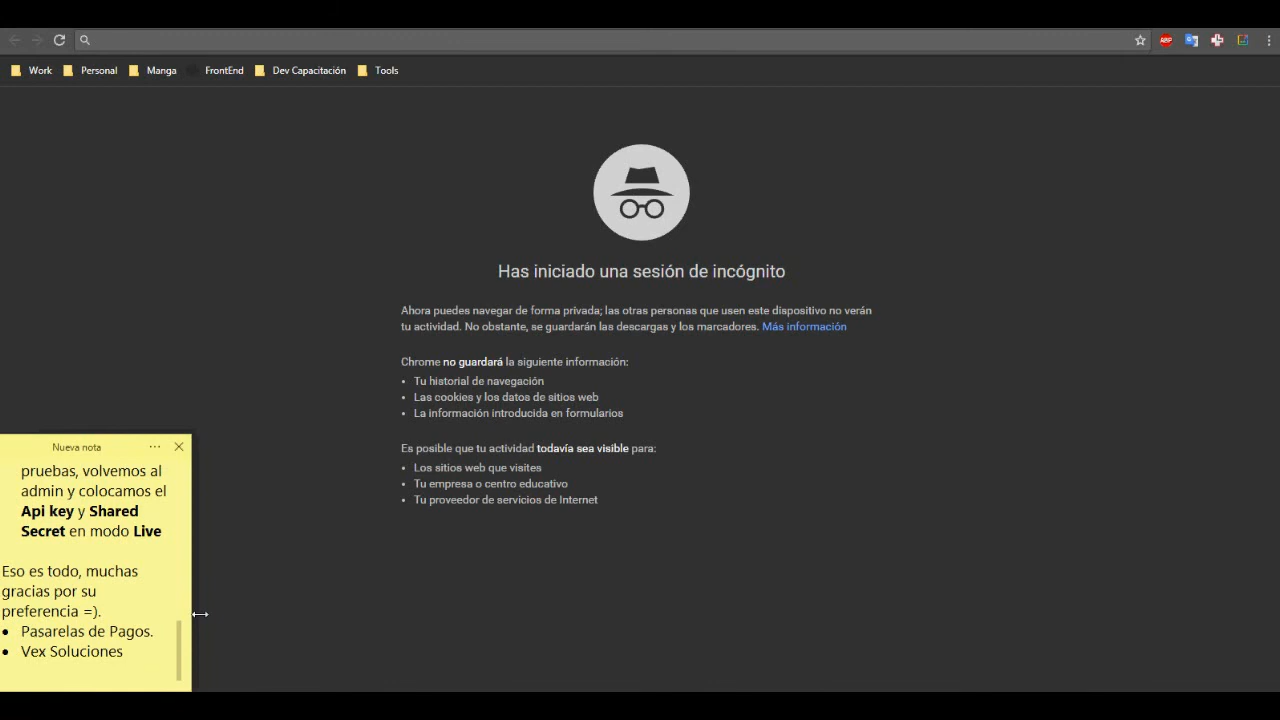 Work
Personal
Manga
FrontEnd
Dev Capacitación
Tools
ABP
Has iniciado una sesión de incógnito
Ahora puedes navegar de forma privada; las otras personas que usen este dispositivo no verán
tu actividad. No obstante, se guardarán las descargas y los marcadores. Más información
Chrome no guardará la siguiente información:
• Tu historial de navegación
• Las cookies y los datos de sitios web
• La información introducida en formularios
Es posible que tu actividad todavía sea visible para:
• Los sitios web que visites
• Tu empresa o centro educativo
• Tu proveedor de servicios de Internet
Nueva nota
pruebas, volvemos al
admin y colocamos el
Api key y Shared
Secret en modo Live
Eso es todo, muchas
gracias por su
preferencia =).
• Pasarelas de Pagos.
• Vex Soluciones